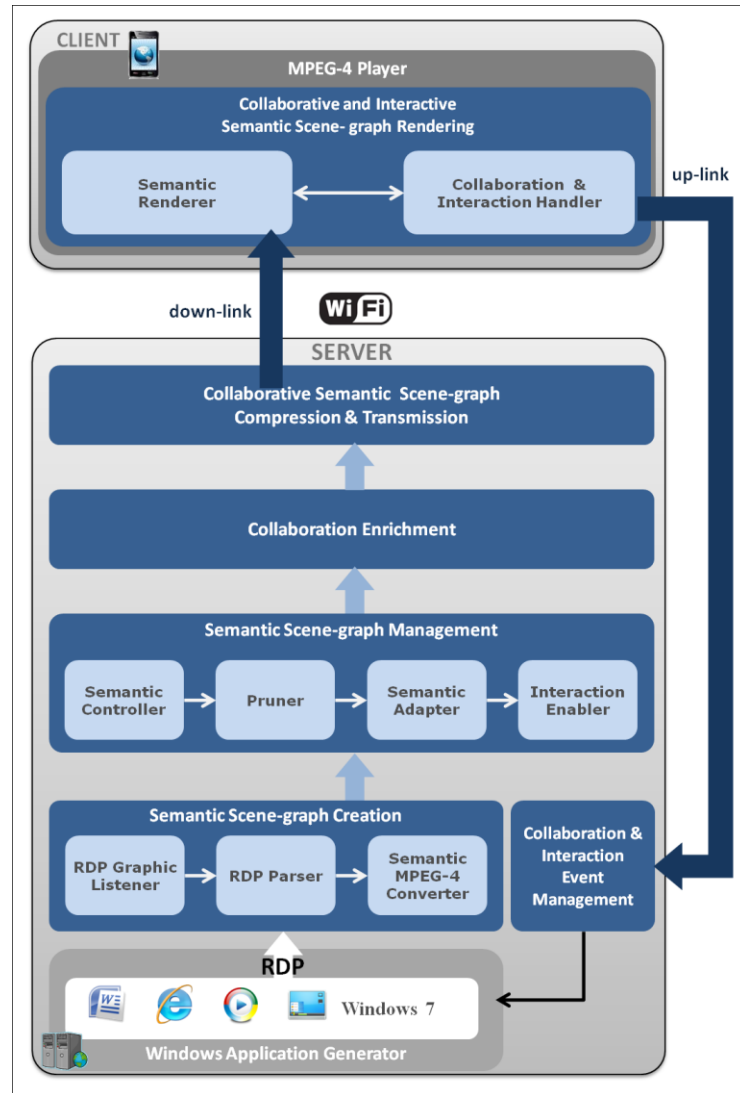 CLIENT
MPEG-4 Player
Collaborative and Interactive
Semantic Scene- graph Rendering
Semantic
Renderer
Collaboration &
Interaction Handler
up-link
down-link
Wi Fi
SERVER
Collaborative Semantic Scene-graph
Compression & Transmission
Collaboration Enrichment
Semantic Scene-graph Management
Semantic
Controller
Pruner
Semantic
Adapter
Interaction
Enabler
Semantic Scene-graph Creation
RDP Graphic
Listener
RDP Parser
Semantic
MPEG-4
Converter
Collaboration &
Interaction
Event
Management
RDP
Windows 7
Windows Application Generator